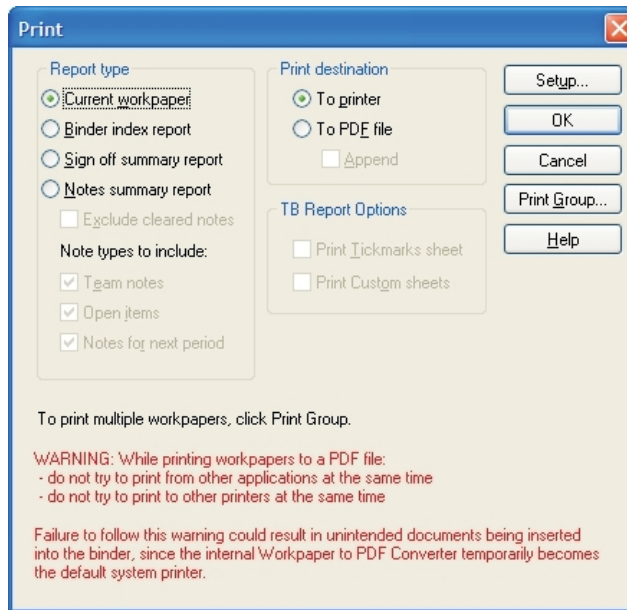 Print
Report type
Current workpaper
Binder index report
Sign off summary report
Notes summary report
Exclude cleared notes
Note types to include:
Team notes
Open items
Notes for next period
Print destination
To printer
To PDF file
Append
TB Report Options
Print Tickmarks sheet
Print Custom sheets
Setup...
OK
Cancel
Print Group...
Help
To print multiple workpapers, click Print Group.
WARNING: While printing workpapers to a PDF file:
- do not try to print from other applications at the same time
- do not try to print to other printers at the same time
Failure to follow this warning could result in unintended documents being inserted
into the binder, since the internal Workpaper to PDF Converter temporarily becomes
the default system printer.